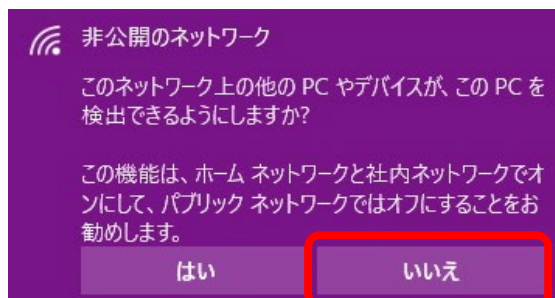 非公開のネットワーク
このネットワーク上の他の PC やデバイスが、この PC を
検出できるようにしますか?
この機能は、ホーム ネットワークと社内ネットワークでオ
ンにして、パブリック ネットワークではオフにすることをお
勧めします。
はい
いいえ